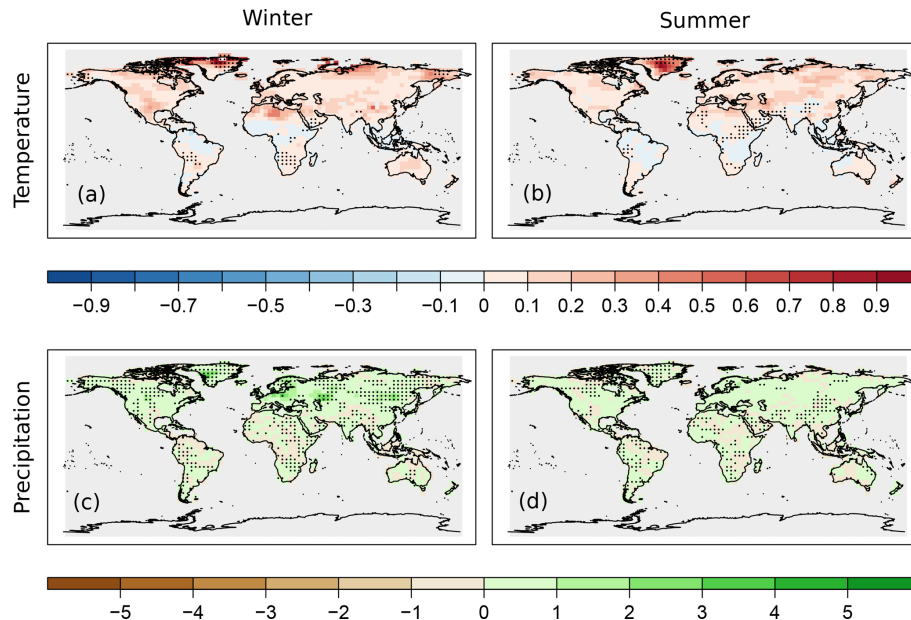 Winter Summer
Temperature
(a) (b)
−0.9 −0.7 −0.5 −0.3 −0.1 0 0.1 0.2 0.3 0.4 0.5 0.6 0.7 0.8 0.9
Precipitation
(c) (d)
−5 −4 −3 −2 −1 0 1 2 3 4 5